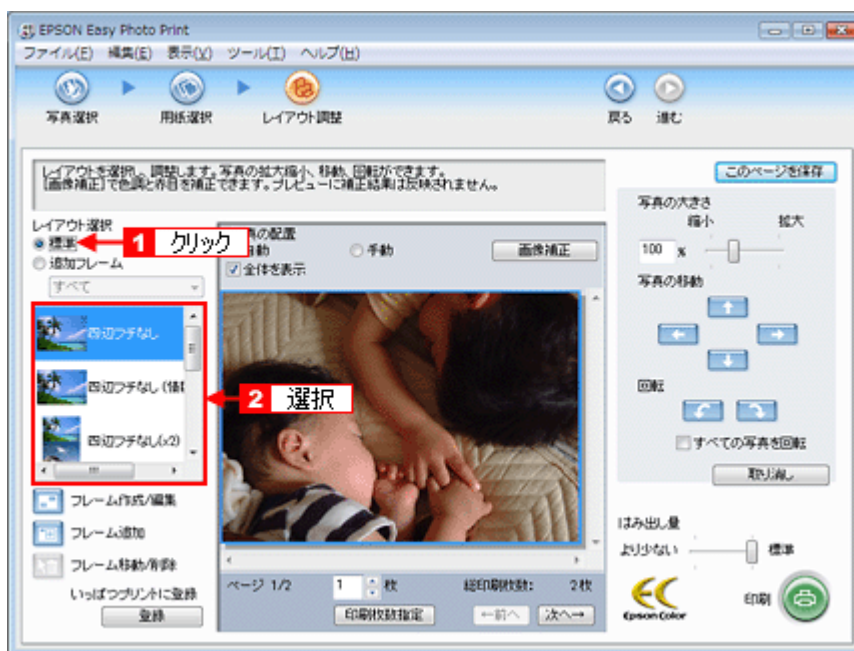 EPSON Easy Photo Print
ファイル(F) 編集(E) 表示(V) ツール(T) ヘルプ(H)
写真選択 用紙選択 レイアウト調整 戻る 進む
レイアウトを選択し、調整します。写真の拡大縮小、移動、回転ができます。
[画像補正]で色調と赤目を補正できます。プレビューに補正結果は反映されません。
このページを保存
レイアウト選択
標準
1 クリック
追加フレーム
すべて
四辺フチなし
四辺フチなし (情報
四辺フチなし(x2)
2 選択
フレーム作成/編集
フレーム追加
フレーム移動/削除
いっぱつプリントに登録
登録
真の配置
動 手動 画像補正
全体を表示
ページ 1/2 1 枚 総印刷枚数: 2枚
印刷枚数指定 ←前へ 次へ→
写真の大きさ
縮小 拡大
100 %
写真の移動
回転
すべての写真を回転
取り消し
はみ出し量
より少ない 標準
Epson Color 印刷